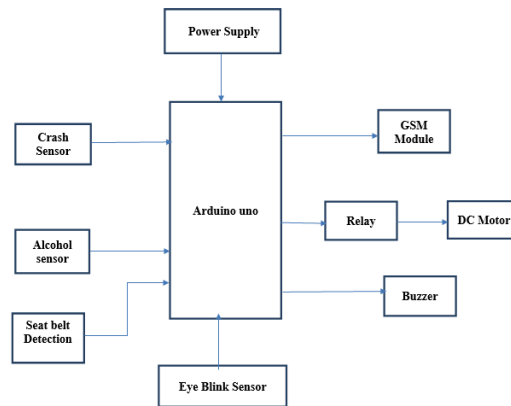 Power Supply
Crash
Sensor
GSM
Module
Arduino uno
Relay
DC Motor
Alcohol
sensor
Buzzer
Seat belt
Detection
Eye Blink Sensor